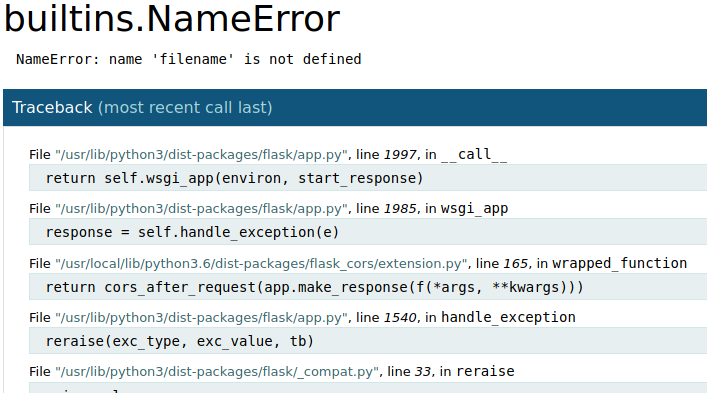 builtins.NameError
NameError: name 'filename' is not defined
Traceback (most recent call last)
File "/usr/lib/python3/dist-packages/flask/app.py", line 1997, in __call__
return self.wsgi_app(environ, start_response)
File "/usr/lib/python3/dist-packages/flask/app.py", line 1985, in wsgi_app
response = self.handle_exception(e)
File "/usr/local/lib/python3.6/dist-packages/flask_cors/extension.py", line 165, in wrapped_function
return cors_after_request(app.make_response(f(*args, **kwargs)))
File "/usr/lib/python3/dist-packages/flask/app.py", line 1540, in handle_exception
reraise(exc_type, exc_value, tb)
File "/usr/lib/python3/dist-packages/flask/_compat.py", line 33, in reraise